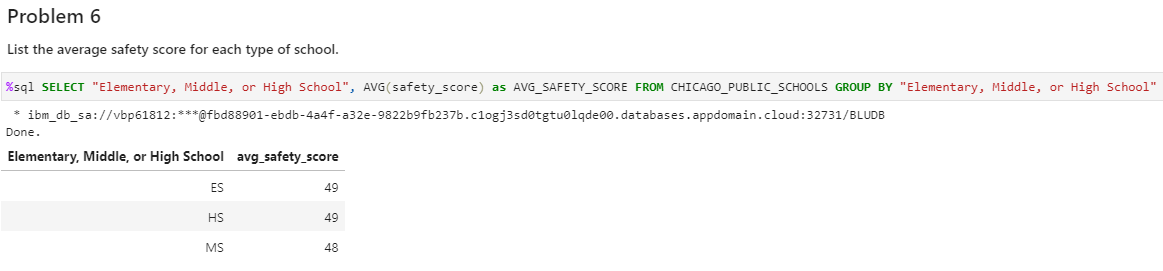 Problem 6
List the average safety score for each type of school.
%sql SELECT "Elementary, Middle, or High School", AVG(safety_score) as AVG_SAFETY_SCORE FROM CHICAGO_PUBLIC_SCHOOLS GROUP BY "Elementary, Middle, or High School"
* ibm_db_sa://vbp61812:***@fbd88901-ebdb-4a4f-a32e-9822b9fb237b.c1ogj3sd0tgtu0lqde00.databases.appdomain.cloud:32731/BLUDB
Done.
Elementary, Middle, or High School avg_safety_score
ES 49
HS 49
MS 48